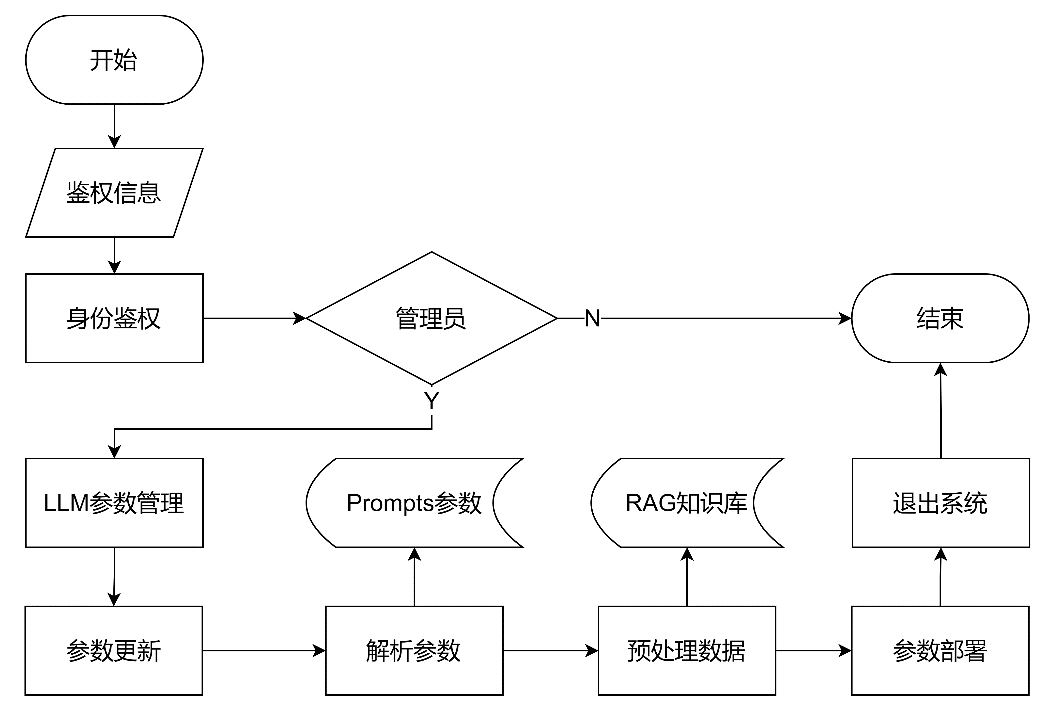 开始
鉴权信息
身份鉴权
管理员
N
结束
Y
LLM参数管理
Prompts参数
RAG知识库
退出系统
参数更新
解析参数
预处理数据
参数部署